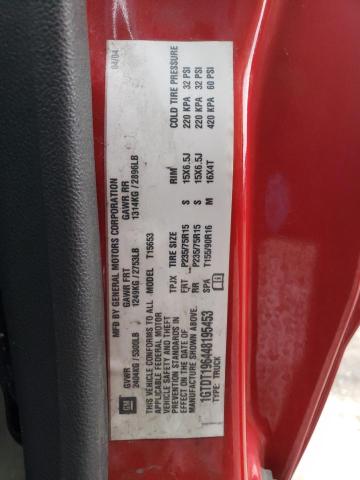 MFD BY GENERAL MOTORS CORPORATION 04/04
GM
GVWR GAWR FRT GAWR RR
2404KG / 5300LB 1249KG / 2753LB 1314KG / 2896LB
THIS VEHICLE CONFORMS TO ALL
APPLICABLE U.S. FEDERAL MOTOR
VEHICLE SAFETY AND THEFT
PREVENTION STANDARDS IN
EFFECT ON THE DATE OF
MANUFACTURE SHOWN ABOVE.
1GTDT196448195453
TYPE: TRUCK
MODEL: T15653
TPJX TIRE SIZE RIM COLD TIRE PRESSURE
FRT P235/75R15 S 15X6.5J 220 KPA 32 PSI
RR P235/75R15 S 15X6.5J 220 KPA 32 PSI
SPA T155/90R16 M 16X4T 420 KPA 60 PSI